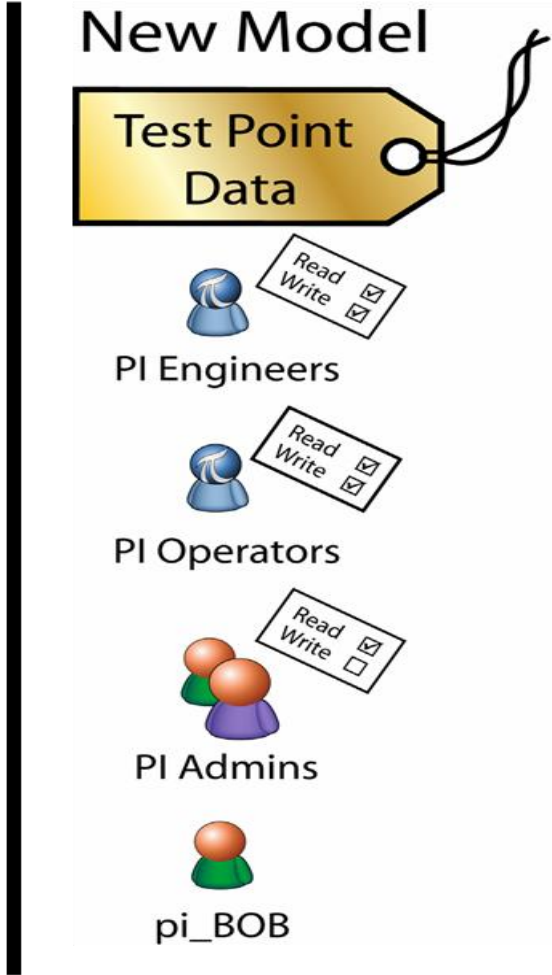 New Model
Test Point
Data
Read
Write
PI Engineers
Read
Write
PI Operators
Read
Write
PI Admins
pi_BOB